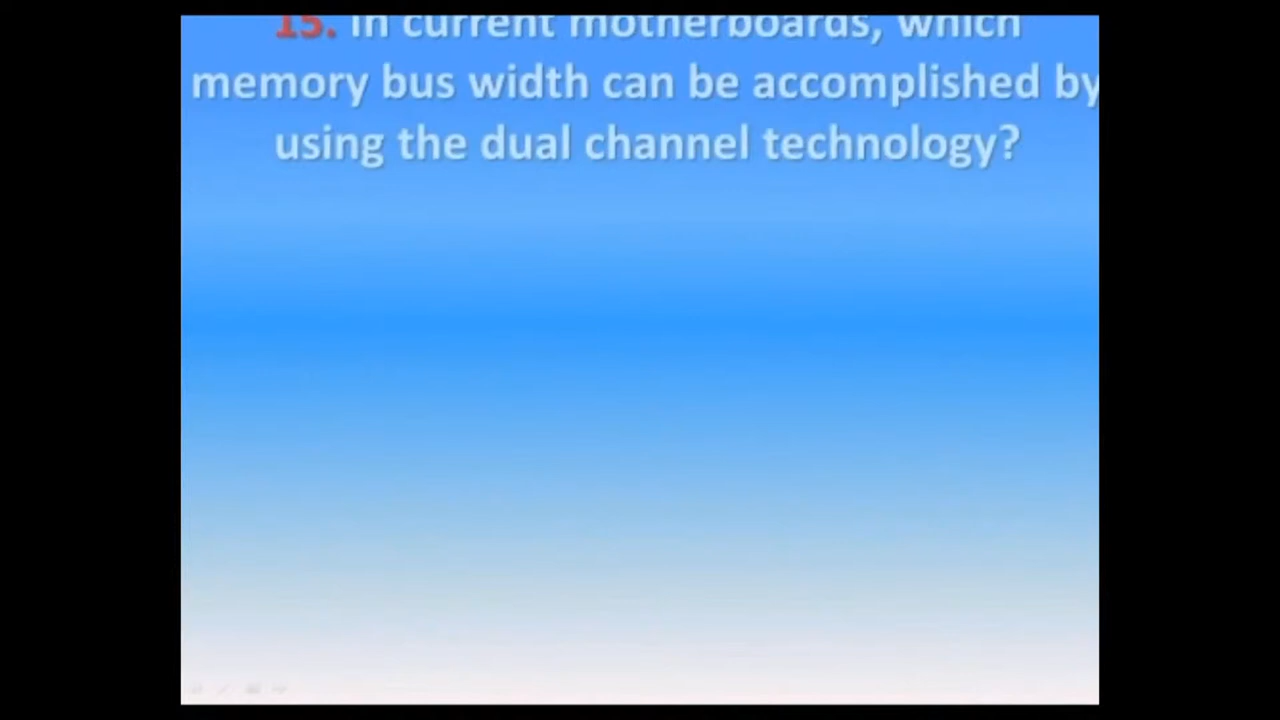 15. In current motherboards, which
memory bus width can be accomplished by
using the dual channel technology?